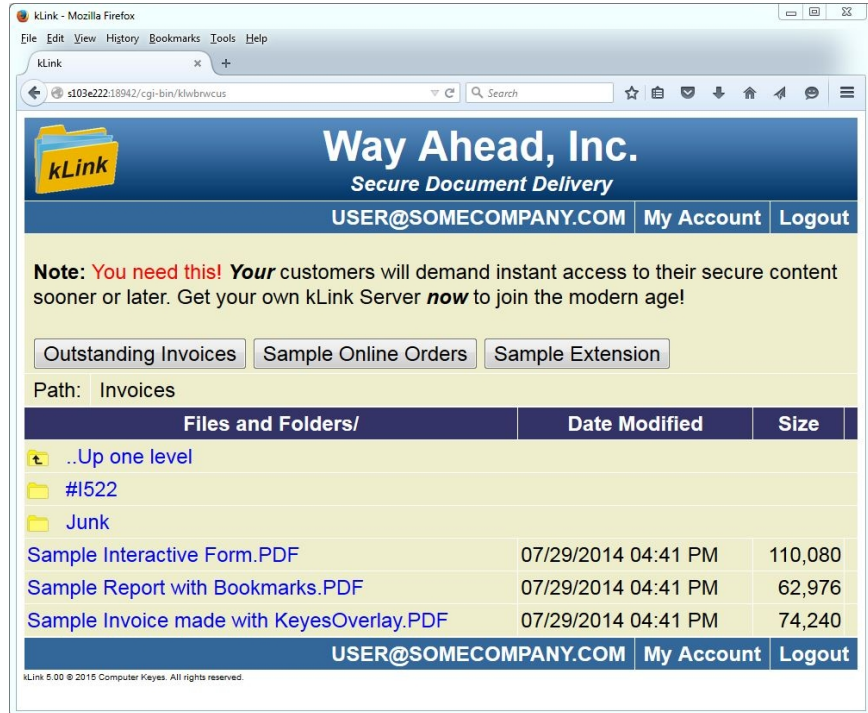 kLink - Mozilla Firefox
File Edit View History Bookmarks Tools Help
kLink
s103e222:18942/cgi-bin/klwbrwcus
Search
kLink
Way Ahead, Inc.
Secure Document Delivery
USER@SOMECOMPANY.COM My Account Logout
Note: You need this! Your customers will demand instant access to their secure content
sooner or later. Get your own kLink Server now to join the modern age!
Outstanding Invoices Sample Online Orders Sample Extension
Path: Invoices
Files and Folders/ Date Modified Size
..Up one level
#I522
Junk
Sample Interactive Form.PDF 07/29/2014 04:41 PM 110,080
Sample Report with Bookmarks.PDF 07/29/2014 04:41 PM 62,976
Sample Invoice made with KeyesOverlay.PDF 07/29/2014 04:41 PM 74,240
USER@SOMECOMPANY.COM My Account Logout
kLink 5.00 © 2015 Computer Keyes. All rights reserved.